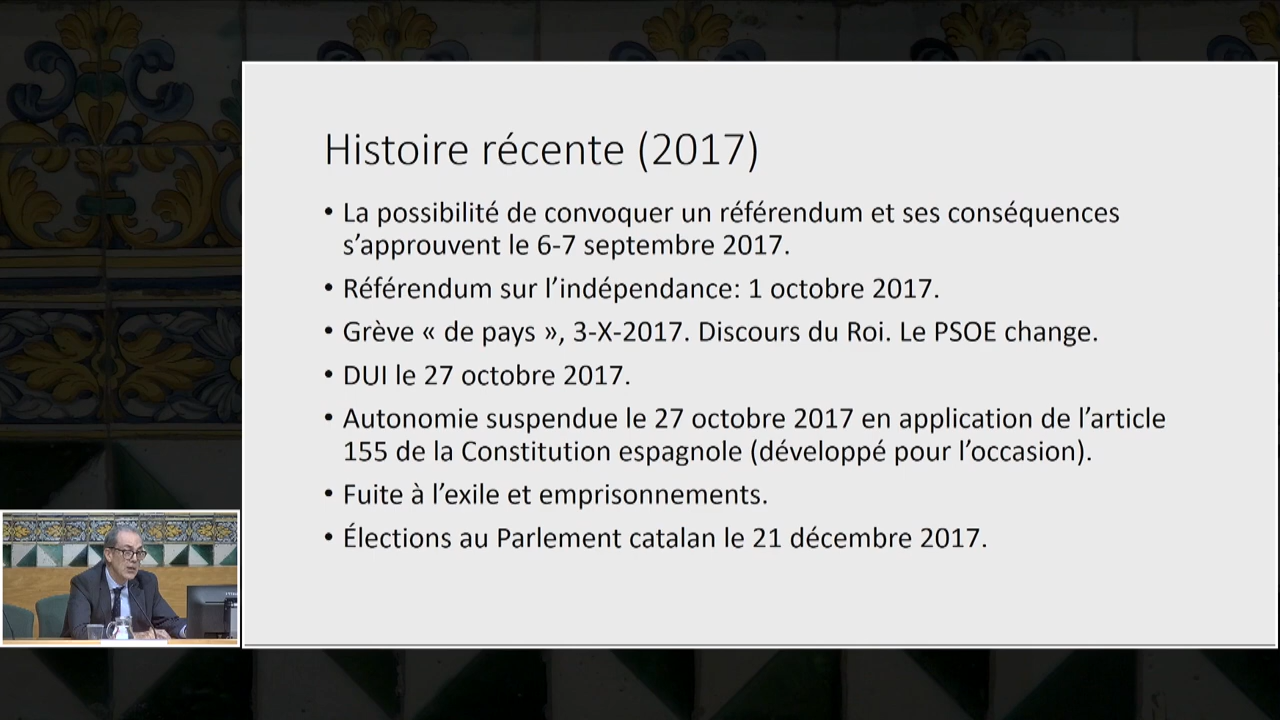 Histoire récente (2017)
• La possibilité de convoquer un référendum et ses conséquences
s’approuvent le 6-7 septembre 2017.
• Référendum sur l’indépendance: 1 octobre 2017.
• Grève « de pays », 3-X-2017. Discours du Roi. Le PSOE change.
• DUI le 27 octobre 2017.
• Autonomie suspendue le 27 octobre 2017 en application de l’article
155 de la Constitution espagnole (développé pour l’occasion).
• Fuite à l’exile et emprisonnements.
• Élections au Parlement catalan le 21 décembre 2017.